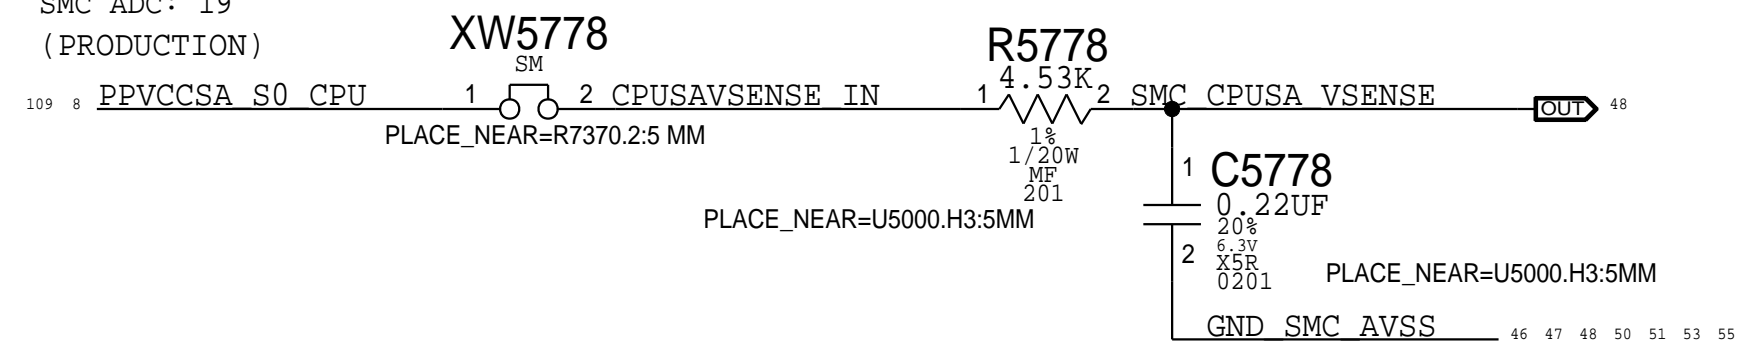 SMC ADC: 19
(PRODUCTION)
XW5778
SM
109 8 PPVCCSA_S0_CPU 1 2 CPUSAVSENSE_IN
PLACE_NEAR=R7370.2:5 MM
R5778
4.53K
1 2 SMC_CPUSA_VSENSE OUT 48
1%
1/20W
MF
201
PLACE_NEAR=U5000.H3:5MM
1 C5778
0.22UF
20%
6.3V
2 X5R
0201
PLACE_NEAR=U5000.H3:5MM
GND_SMC_AVSS 46 47 48 50 51 53 55